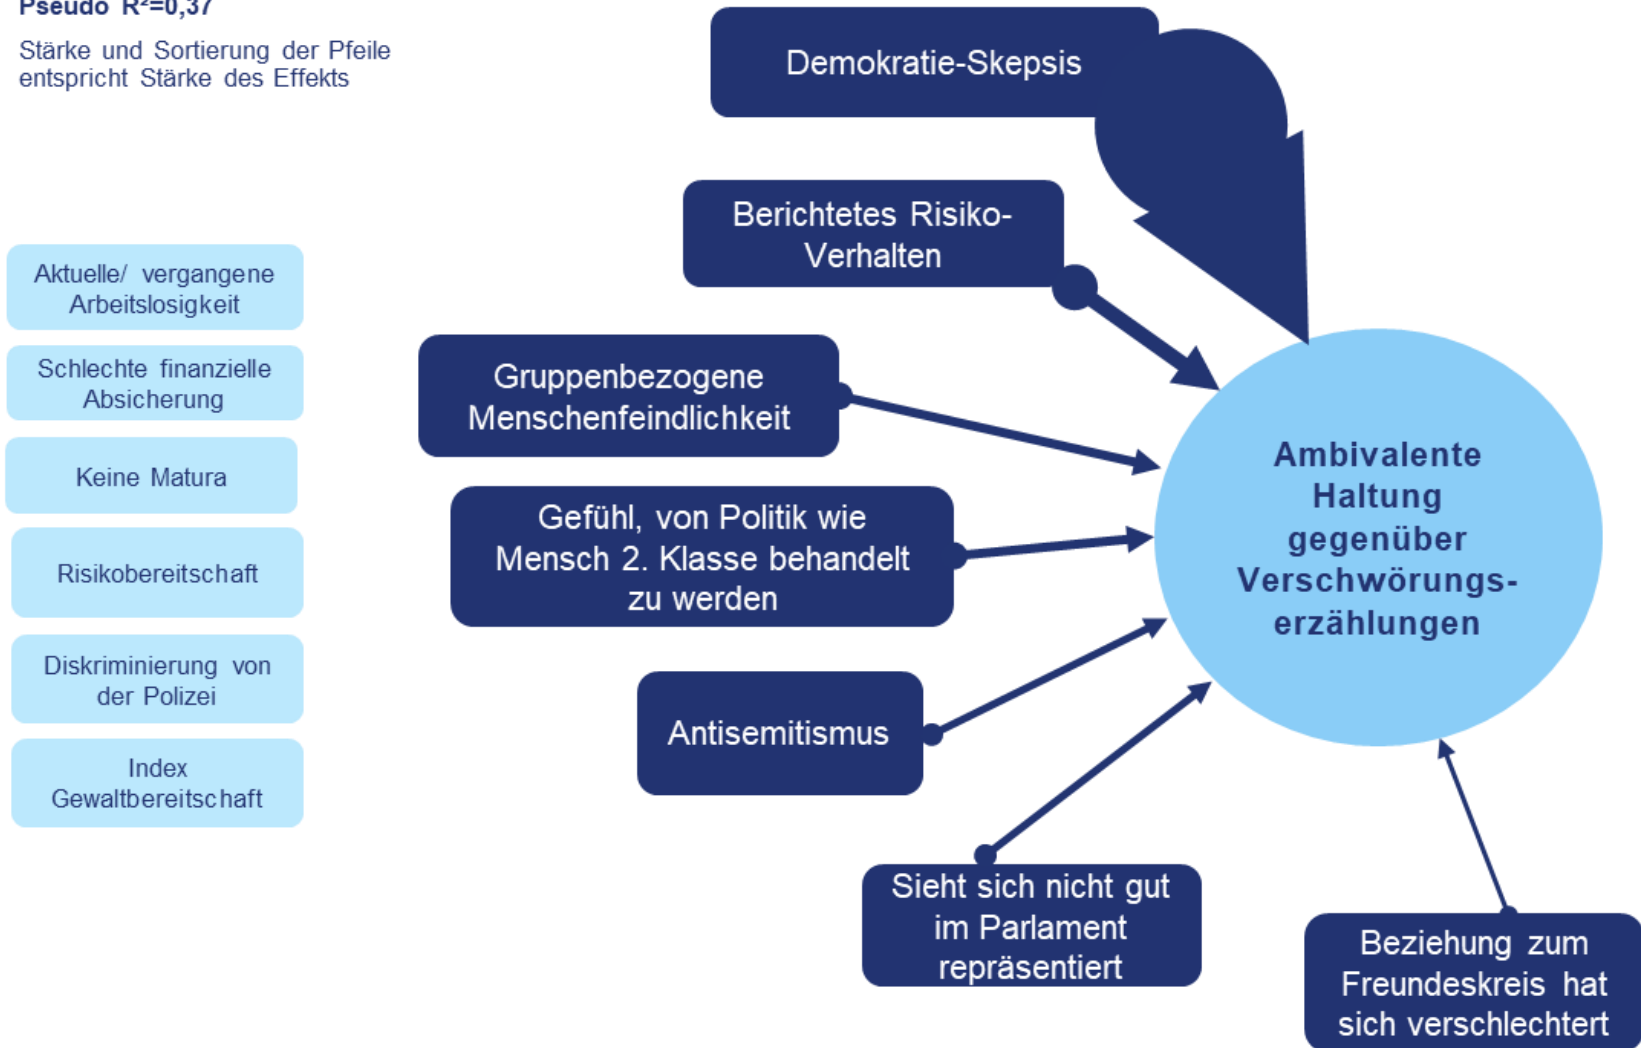 Pseudo R²=0,37
Stärke und Sortierung der Pfeile
entspricht Stärke des Effekts
Aktuelle/ vergangene
Arbeitslosigkeit
Schlechte finanzielle
Absicherung
Keine Matura
Risikobereitschaft
Diskriminierung von
der Polizei
Index
Gewaltbereitschaft
Demokratie-Skepsis
Berichtetes Risiko-
Verhalten
Gruppenbezogene
Menschenfeindlichkeit
Gefühl, von Politik wie
Mensch 2. Klasse behandelt
zu werden
Antisemitismus
Sieht sich nicht gut
im Parlament
repräsentiert
Beziehung zum
Freundeskreis hat
sich verschlechtert
Ambivalente
Haltung
gegenüber
Verschwörungs-
erzählungen